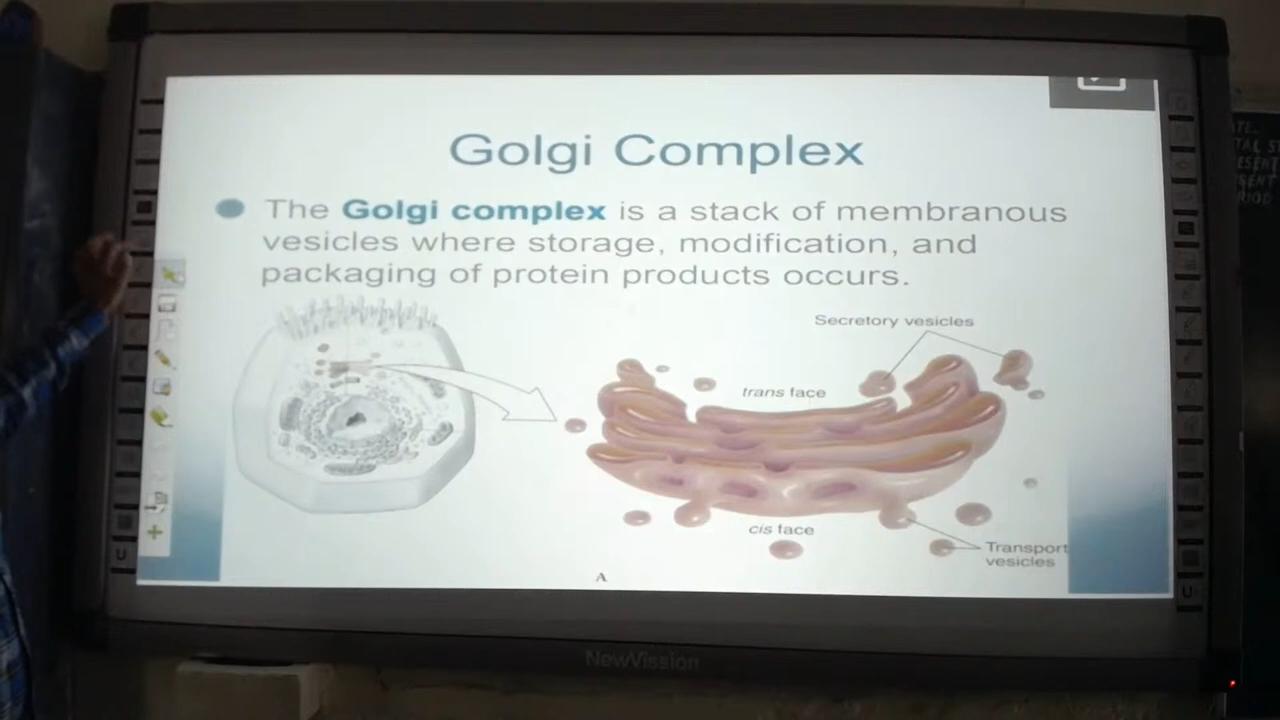 Golgi Complex
The Golgi complex is a stack of membranous
vesicles where storage, modification, and
packaging of protein products occurs.
Secretory vesicles
trans face
cis face
Transport
vesicles
A
NewVission